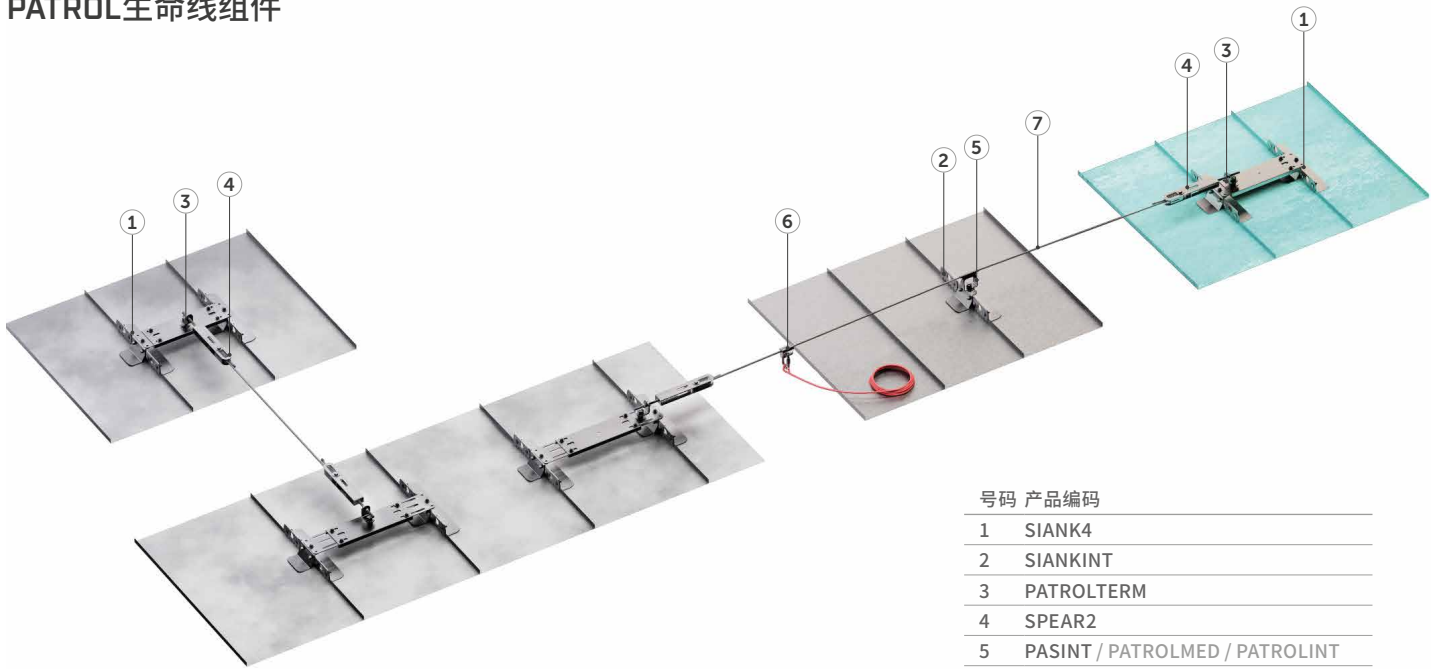 PATROL生命线组件
1
3
4
7
5
2
6
4
3
1
号码 产品编码
1 SIANK4
2 SIANKINT
3 PATROLTERM
4 SPEAR2
5 PASINT / PATROLMED / PATROLINT